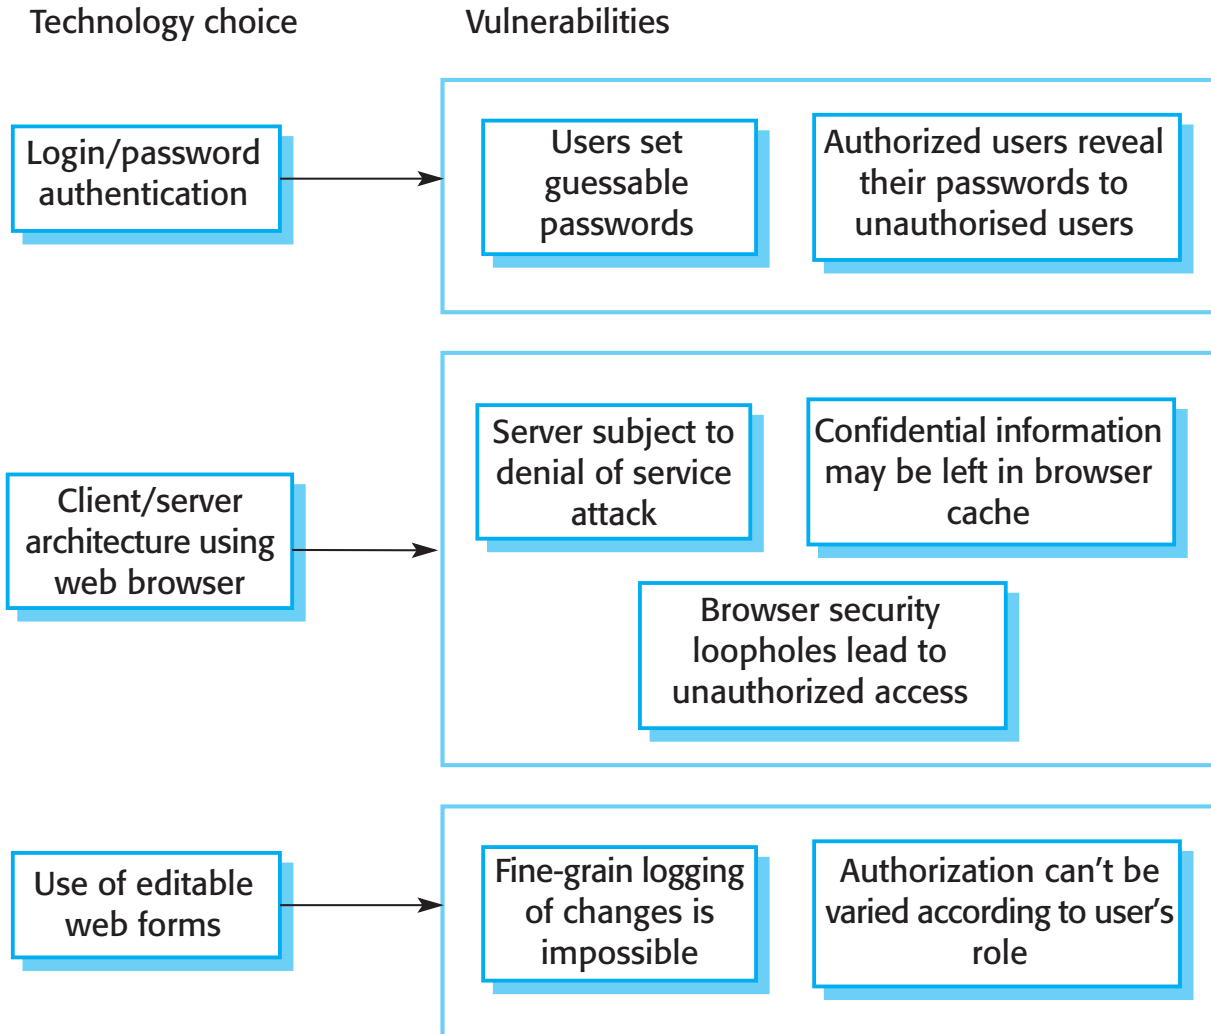 Technology choice
Vulnerabilities
Login/password
authentication
Users set
guessable
passwords
Authorized users reveal
their passwords to
unauthorised users
Client/server
architecture using
web browser
Server subject to
denial of service
attack
Confidential information
may be left in browser
cache
Browser security
loopholes lead to
unauthorized access
Use of editable
web forms
Fine-grain logging
of changes is
impossible
Authorization can’t be
varied according to user’s
role